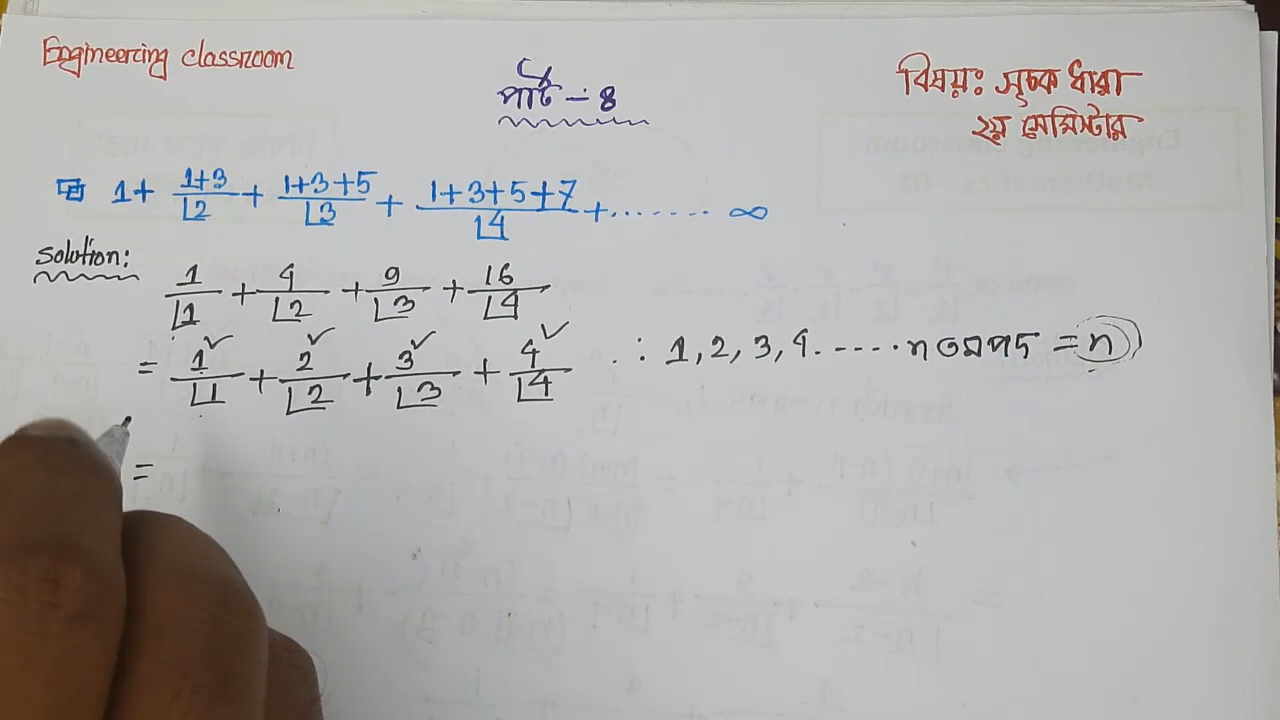 Engineering classroom
পার্ট - ৪
বিষয়ঃ সূচক ধারা
২য় সেমিস্টার
1 + (1+3)/⌊2 + (1+3+5)/⌊3 + (1+3+5+7)/⌊4 + ........ ∞
Solution:
1/⌊1 + 4/⌊2 + 9/⌊3 + 16/⌊4
= 1²/⌊1 + 2²/⌊2 + 3²/⌊3 + 4²/⌊4 ∴ 1, 2, 3, 4. ..... n তম পদ = n
=